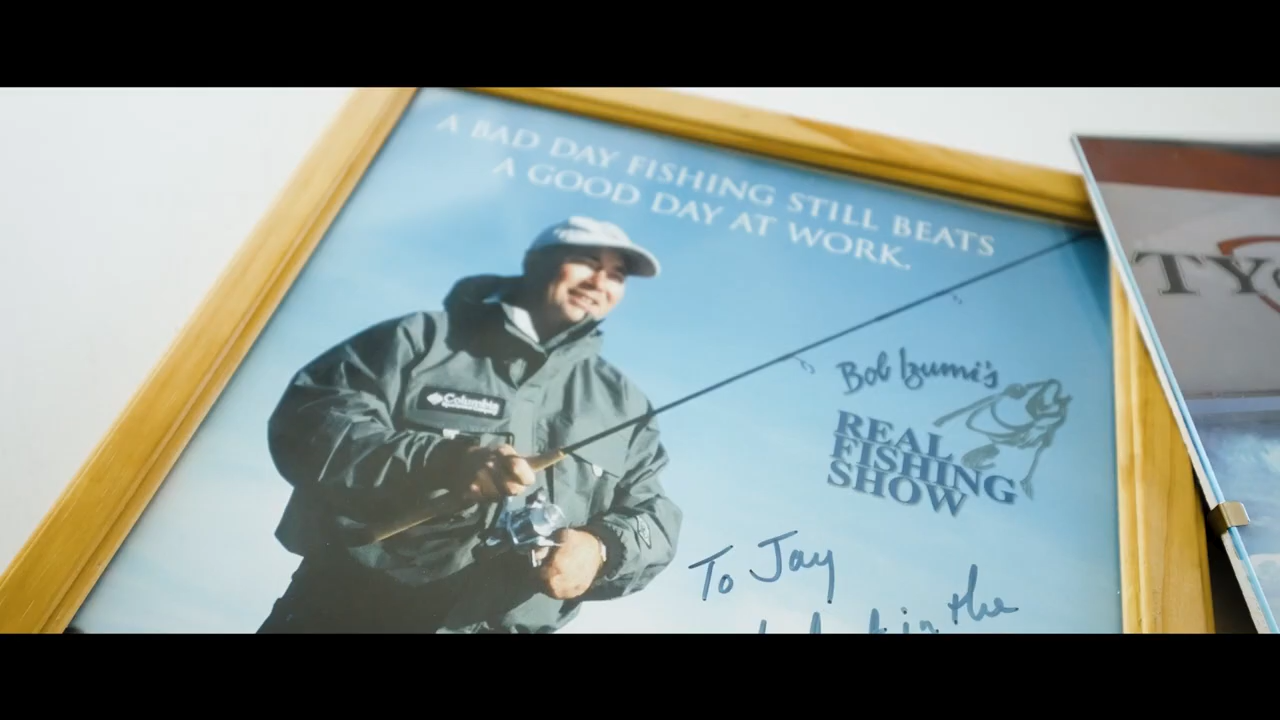 A BAD DAY FISHING STILL BEATS
A GOOD DAY AT WORK.
Columbia
Bob Izumi's
REAL
FISHING
SHOW
To Jay
in the
TY